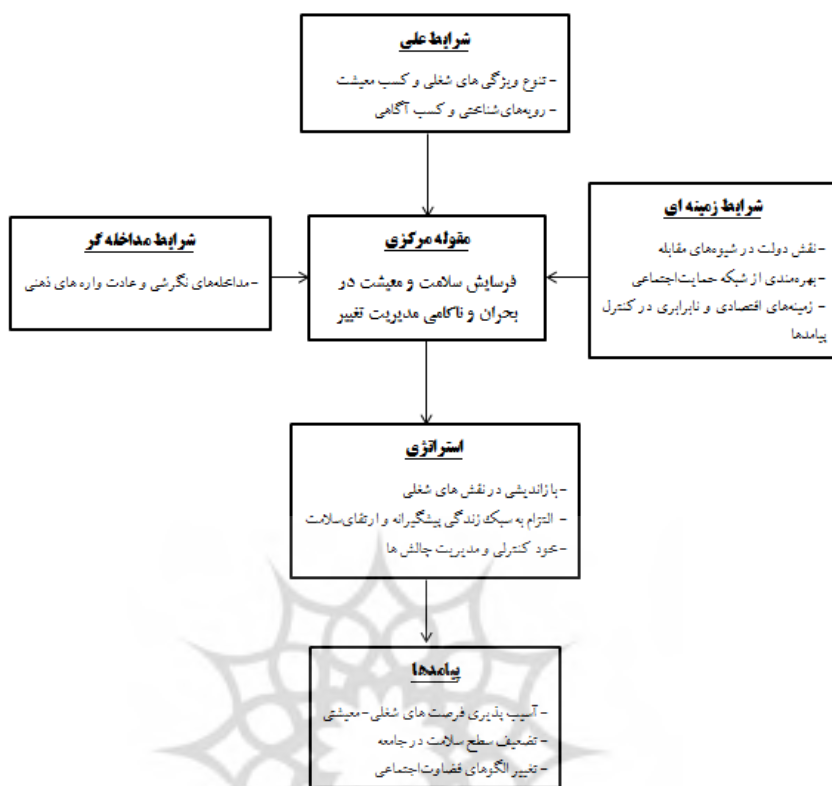 شرایط علی
- تنوع ویژگی های شغلی و کسب معیشت
- رویه‌های شناختی و کسب آگاهی
شرایط زمینه ای
-نقش دولت در شیوه‌های مقابله
-بهره‌مندی از شبکه حمایت‌اجتماعی
- زمینه‌های اقتصادی و نابرابری در کنترل
پیامدها
مقوله مرکزی
فرسایش سلامت و معیشت در
بحران و ناکامی مدیریت تغییر
شرایط مداخله گر
-مداخله‌های نگرشی و عادت واره های ذهنی
استراتژی
-بازاندیشی در نقش های شغلی
- التزام به سبک زندگی پیشگیرانه و ارتقای‌سلامت
-خود کنترلی و مدیریت چالش ها
پیامدها
- آسیب پذیری فرصت های شغلی-معیشتی
- تضعیف سطح سلامت در جامعه
- تغییر الگوهای قضاوت‌اجتماعی